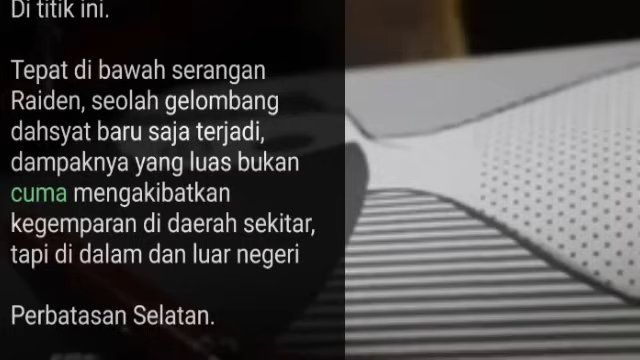 Di titik ini.
Tepat di bawah serangan
Raiden, seolah gelombang
dahsyat baru saja terjadi,
dampaknya yang luas bukan
cuma mengakibatkan
kegemparan di daerah sekitar,
tapi di dalam dan luar negeri
Perbatasan Selatan.